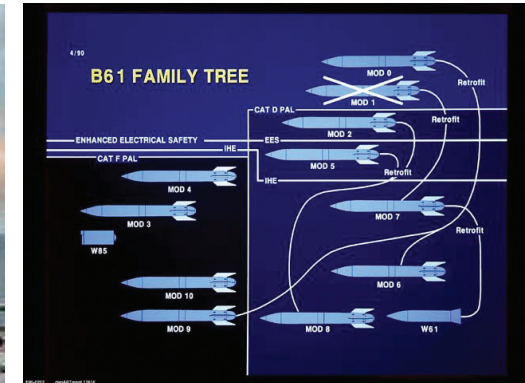 4/90
B61 FAMILY TREE
MOD 0
Retrofit
MOD 1
CAT D PAL
Retrofit
MOD 2
ENHANCED ELECTRICAL SAFETY
EES
IHE
CAT F PAL
MOD 5
Retrofit
IHE
MOD 4
MOD 3
MOD 7
W85
Retrofit
MOD 6
MOD 10
MOD 9
MOD 8
W61